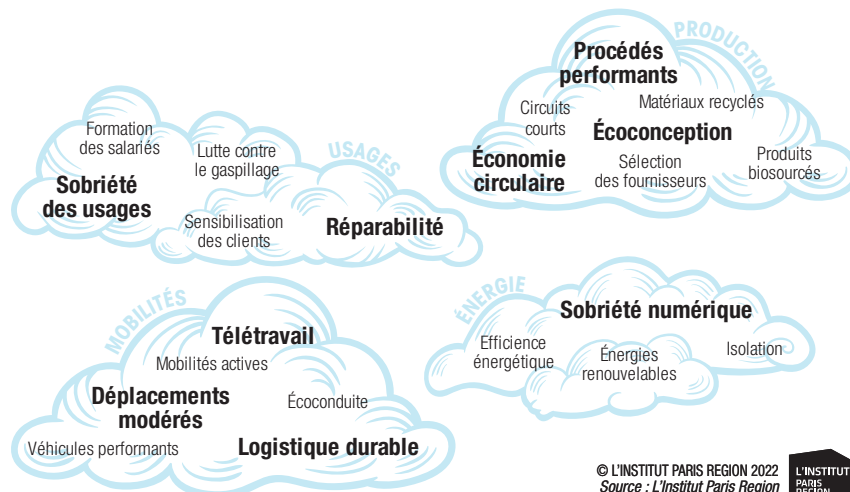 PRODUCTION
Procédés
performants
Circuits
courts
Matériaux recyclés
Écoconception
Économie
circulaire
Sélection
des fournisseurs
Produits
biosourcés
USAGES
Formation
des salariés
Lutte contre
le gaspillage
Sobriété
des usages
Sensibilisation
des clients
Réparabilité
MOBILITÉS
Télétravail
Mobilités actives
Déplacements
modérés
Écoconduite
Véhicules performants
Logistique durable
ÉNERGIE
Sobriété numérique
Efficience
énergétique
Énergies
renouvelables
Isolation
© L'INSTITUT PARIS REGION 2022
Source : L'Institut Paris Region
L'INSTITUT
PARIS
REGION